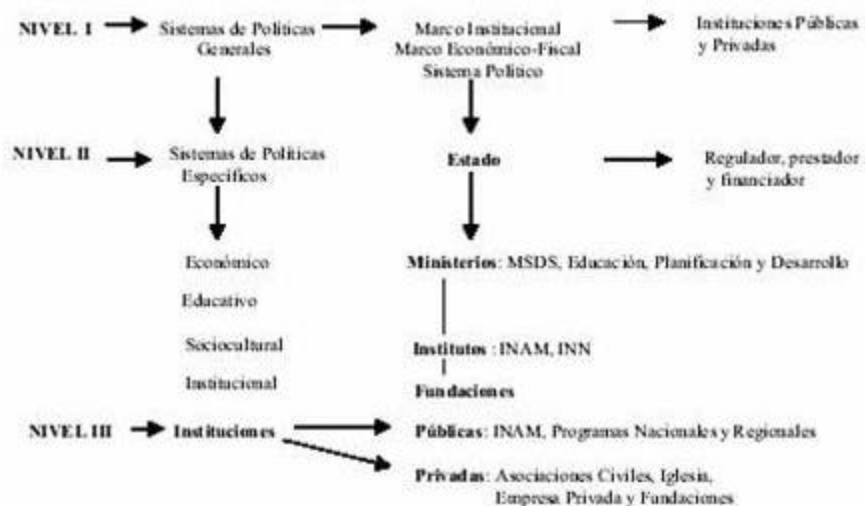 NIVEL I
Sistemas de Políticas
Generales
Marco Institucional
Marco Económico-Fiscal
Sistema Político
Instituciones Públicas
y Privadas
NIVEL II
Sistemas de Políticas
Específicos
Estado
Regulador, prestador
y financiador
Económico
Ministerios: MSDS, Educación, Planificación y Desarrollo
Educativo
Sociocultural
Institutos : INAM, INN
Institucional
Fundaciones
NIVEL III
Instituciones
Públicas: INAM, Programas Nacionales y Regionales
Privadas: Asociaciones Civiles, Iglesia,
Empresa Privada y Fundaciones